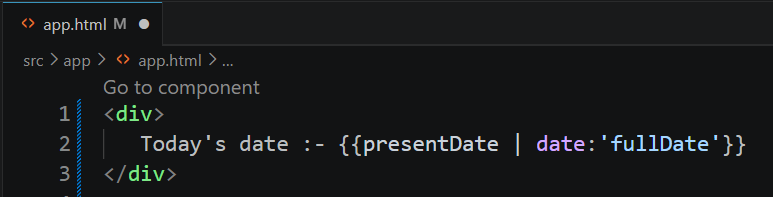 <> app.html M ●
src > app > <> app.html > ...
Go to component
1 <div>
2 Today's date :- {{presentDate | date:'fullDate'}}
3 </div>